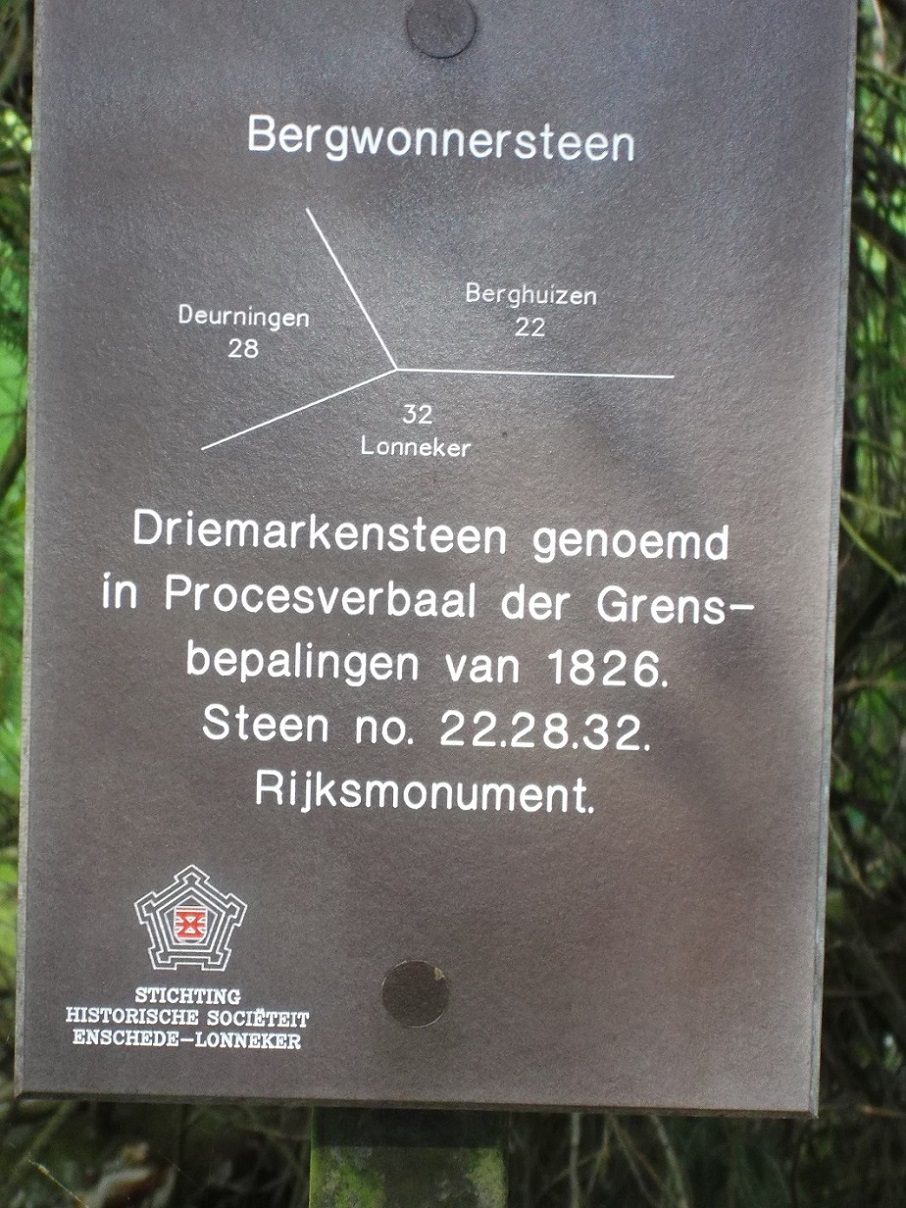 Bergwonnersteen
Deurningen
28
Berghuizen
22
32
Lonneker
Driemarkensteen genoemd
in Procesverbaal der Grens-
bepalingen van 1826.
Steen no. 22.28.32.
Rijksmonument.
STICHTING
HISTORISCHE SOCIËTEIT
ENSCHEDE-LONNEKER